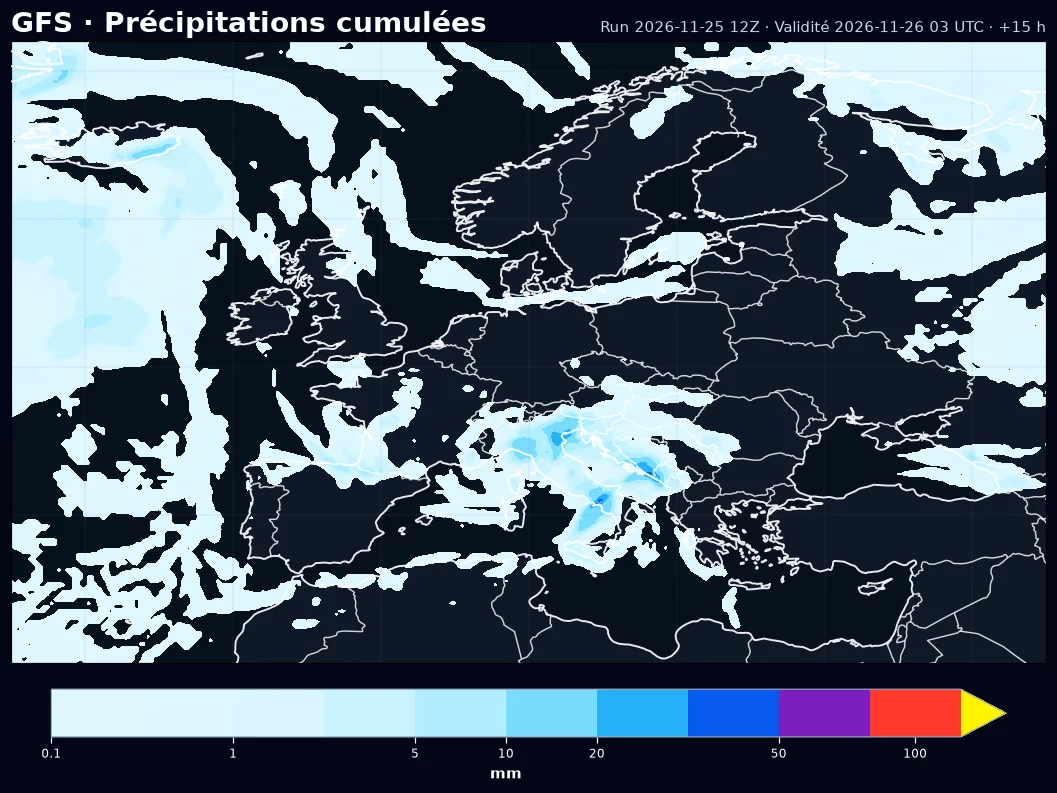 GFS · Précipitations cumulées
Run 2026-11-25 12Z · Validité 2026-11-26 03 UTC · +15 h
0.1 1 5 10 20 50 100
mm